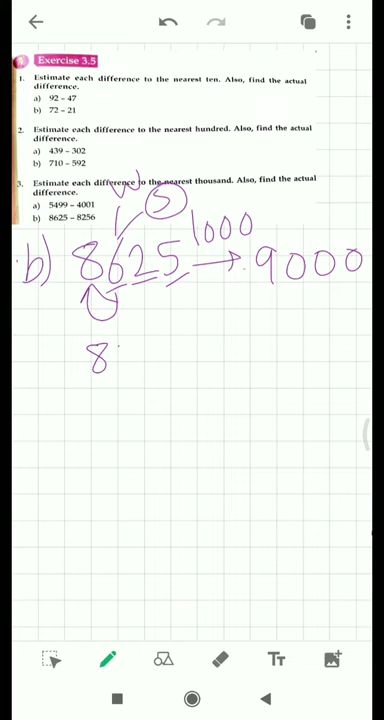 Exercise 3.5
1. Estimate each difference to the nearest ten. Also, find the actual
difference.
a) 92 - 47
b) 72 - 21
2. Estimate each difference to the nearest hundred. Also, find the actual
difference.
a) 439 - 302
b) 710 - 592
3. Estimate each difference to the nearest thousand. Also, find the actual
difference.
a) 5499 - 4001
b) 8625 - 8256
5
1000
b) 8625 → 9000
8
Tт